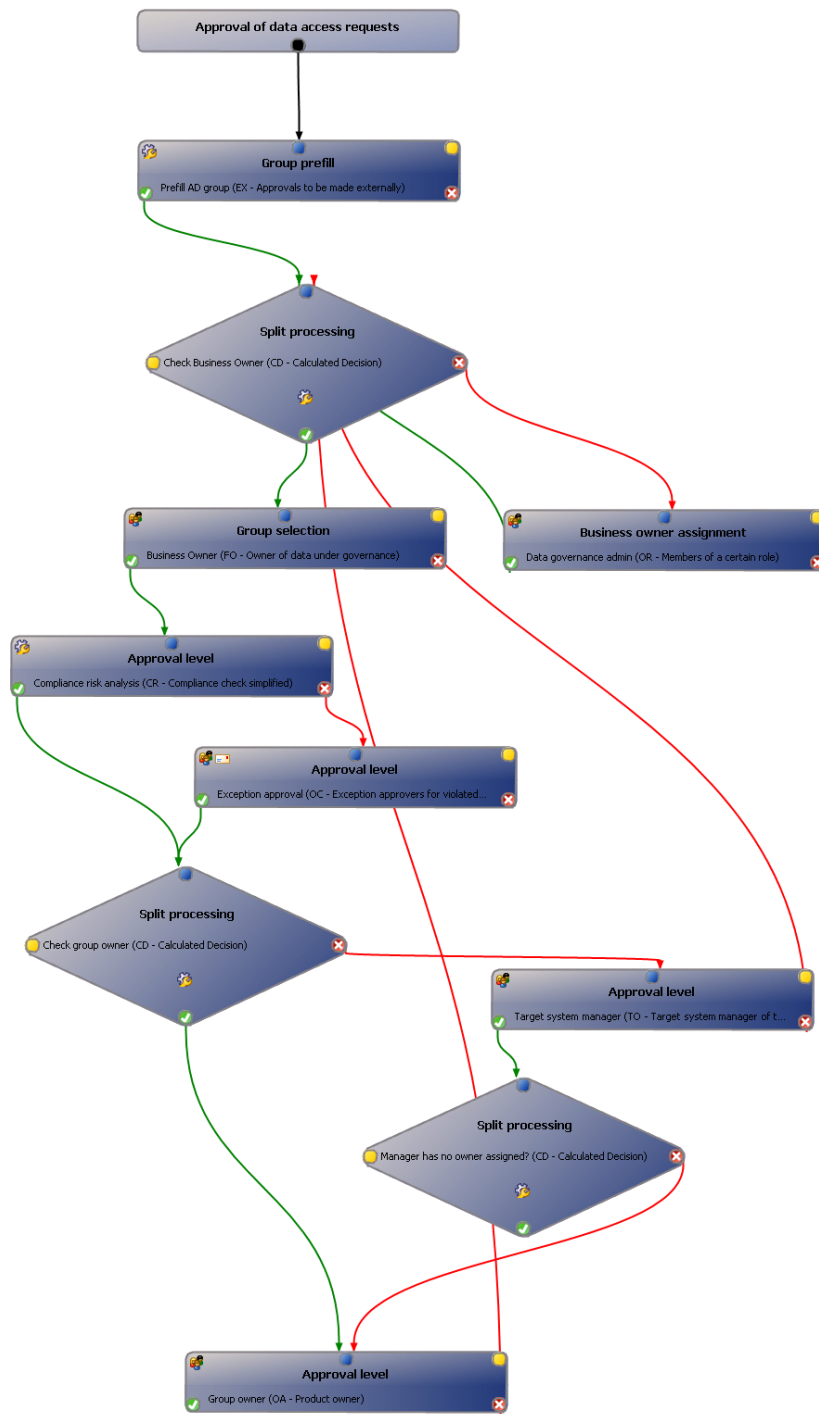 Approval of data access requests
Group prefill
Prefill AD group (EX - Approvals to be made externally)
Split processing
Check Business Owner (CD - Calculated Decision)
Group selection
Business Owner (FO - Owner of data under governance)
Business owner assignment
Data governance admin (OR - Members of a certain role)
Approval level
Compliance risk analysis (CR - Compliance check simplified)
Approval level
Exception approval (OC - Exception approvers for violated...
Split processing
Check group owner (CD - Calculated Decision)
Approval level
Target system manager (TO - Target system manager of t...
Split processing
Manager has no owner assigned? (CD - Calculated Decision)
Approval level
Group owner (OA - Product owner)